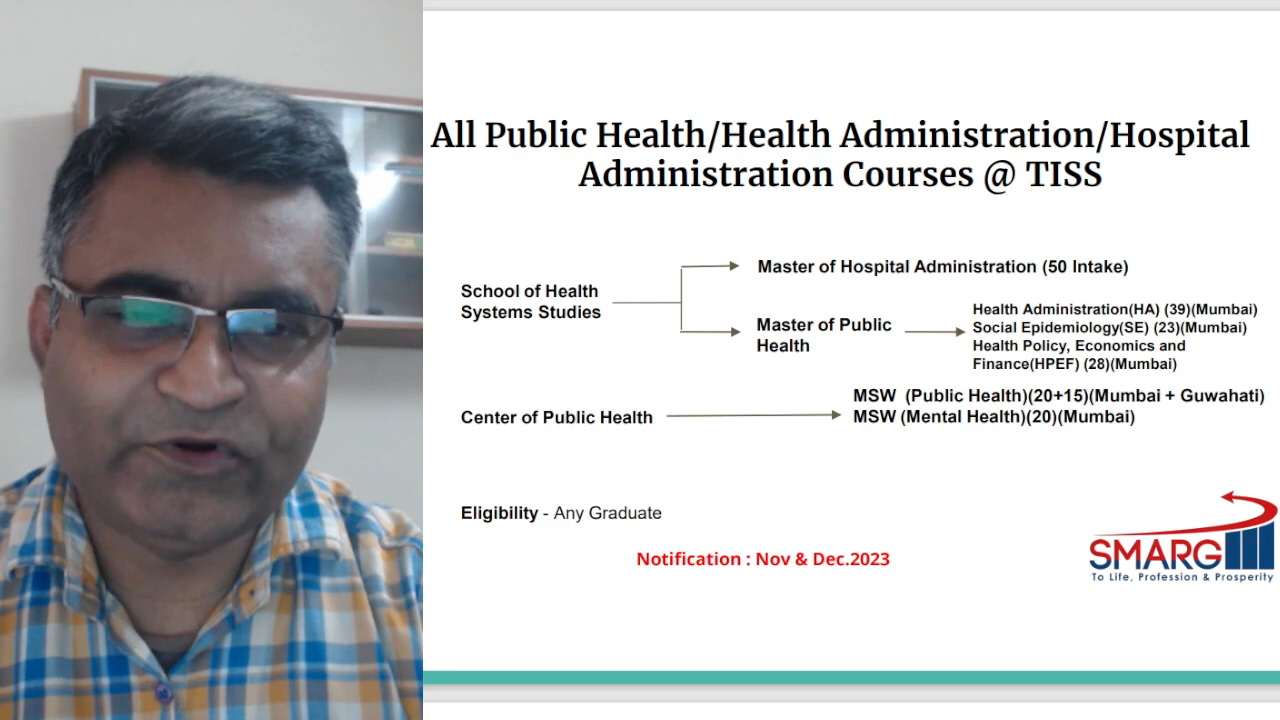 All Public Health/Health Administration/Hospital
Administration Courses @ TISS
School of Health
Systems Studies
Master of Hospital Administration (50 Intake)
Master of Public
Health
Health Administration(HA) (39)(Mumbai)
Social Epidemiology(SE) (23)(Mumbai)
Health Policy, Economics and
Finance(HPEF) (28)(Mumbai)
Center of Public Health
MSW (Public Health)(20+15)(Mumbai + Guwahati)
MSW (Mental Health)(20)(Mumbai)
Eligibility - Any Graduate
Notification : Nov & Dec.2023
SMARG
To Life, Profession & Prosperity